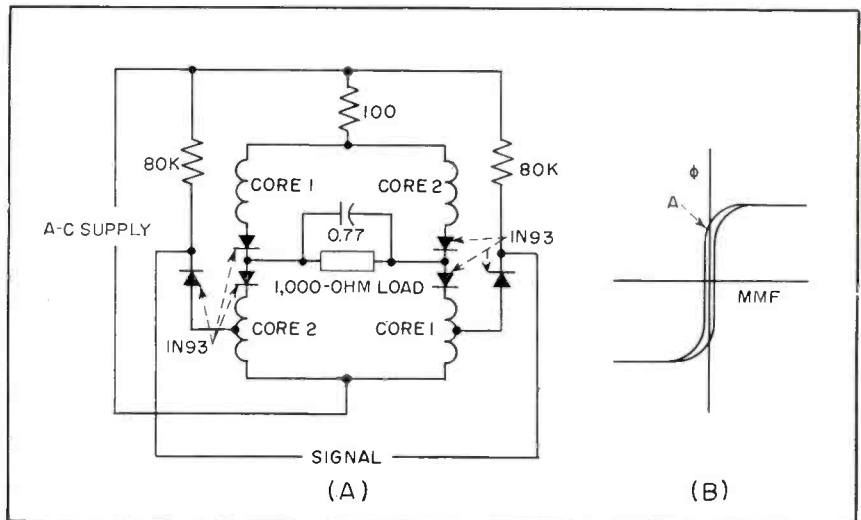 100
80K
80K
CORE 1
CORE 2
A-C SUPPLY
0.77
IN93
1,000-OHM LOAD
CORE 2
CORE 1
IN93
SIGNAL
(A)
ϕ
A
MMF
(B)